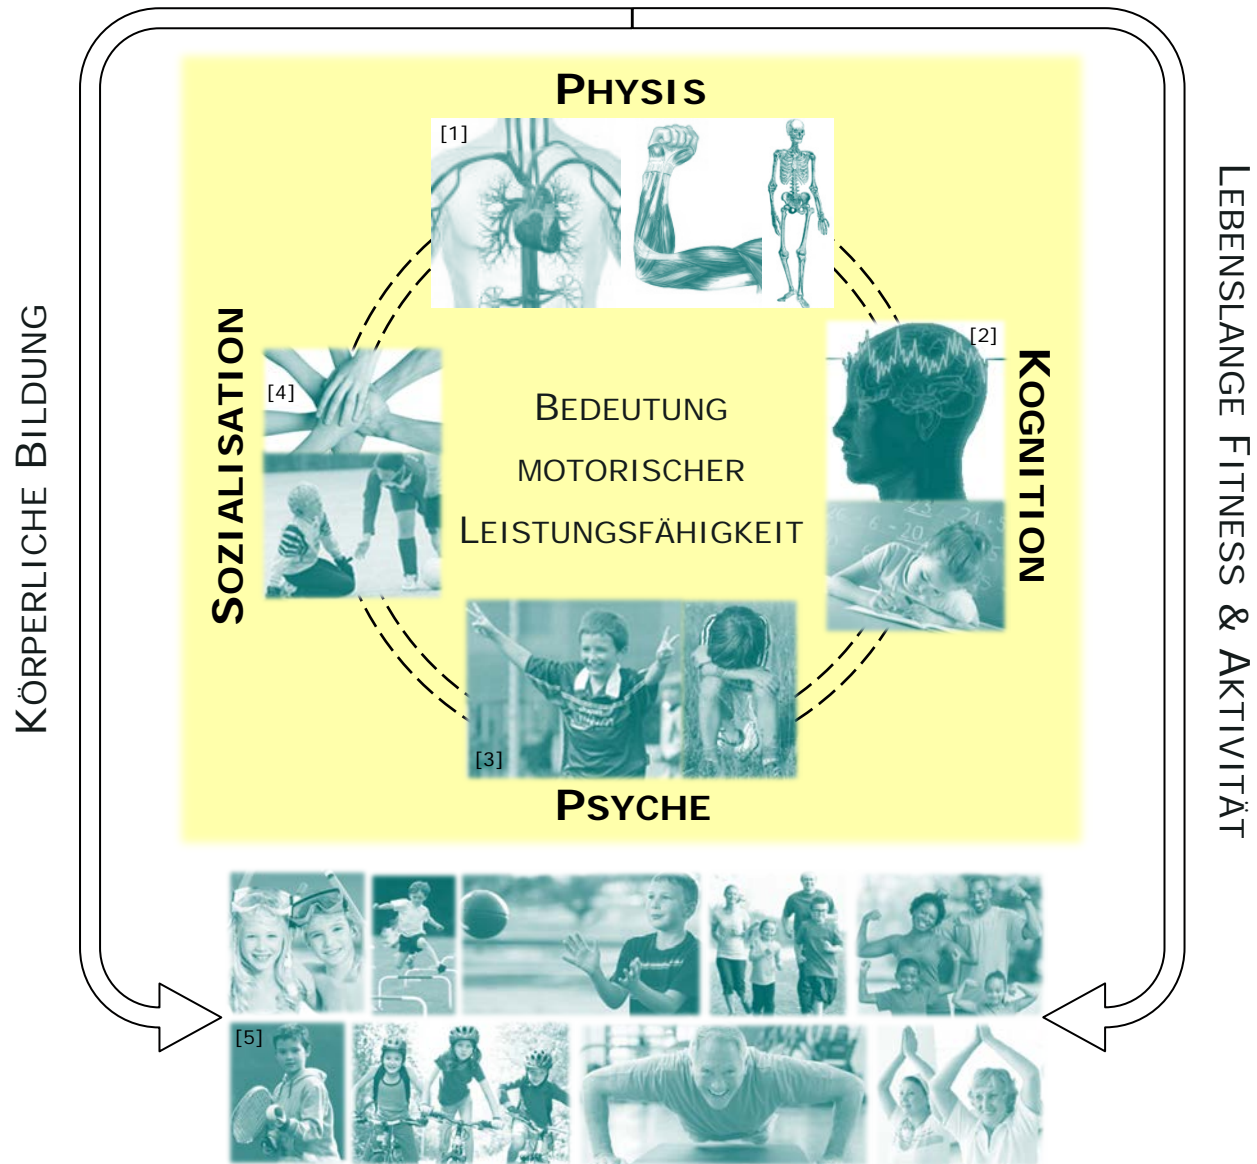 PHYSIS
[1]
[2]
KOGNITION
SOZIALISATION
[4]
BEDEUTUNG
MOTORISCHER
LEISTUNGSFÄHIGKEIT
[3]
PSYCHE
KÖRPERLICHE BILDUNG
LEBENSLANGE FITNESS & AKTIVITÄT
[5]